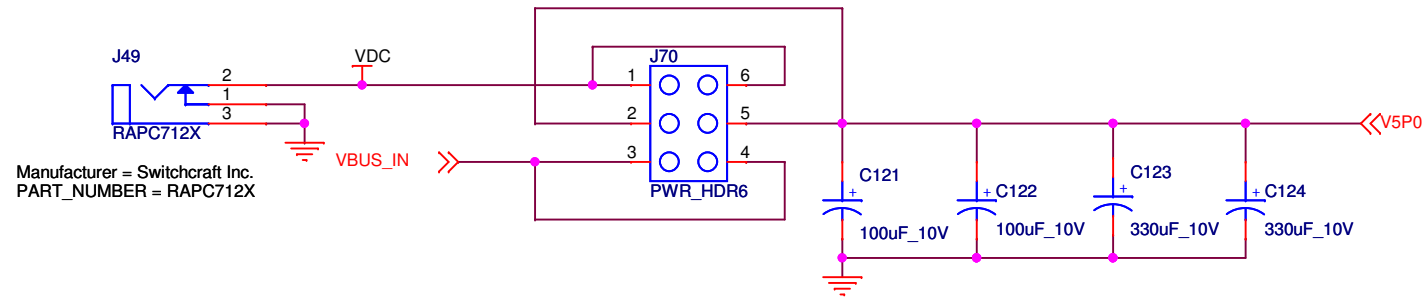 J49
2
1
3
RAPC712X
Manufacturer = Switchcraft Inc.
PART_NUMBER = RAPC712X
VDC
VBUS_IN
J70
1
6
2
5
3
4
PWR_HDR6
V5P0
+
C121
100uF_10V
+
C122
100uF_10V
+
C123
330uF_10V
+
C124
330uF_10V